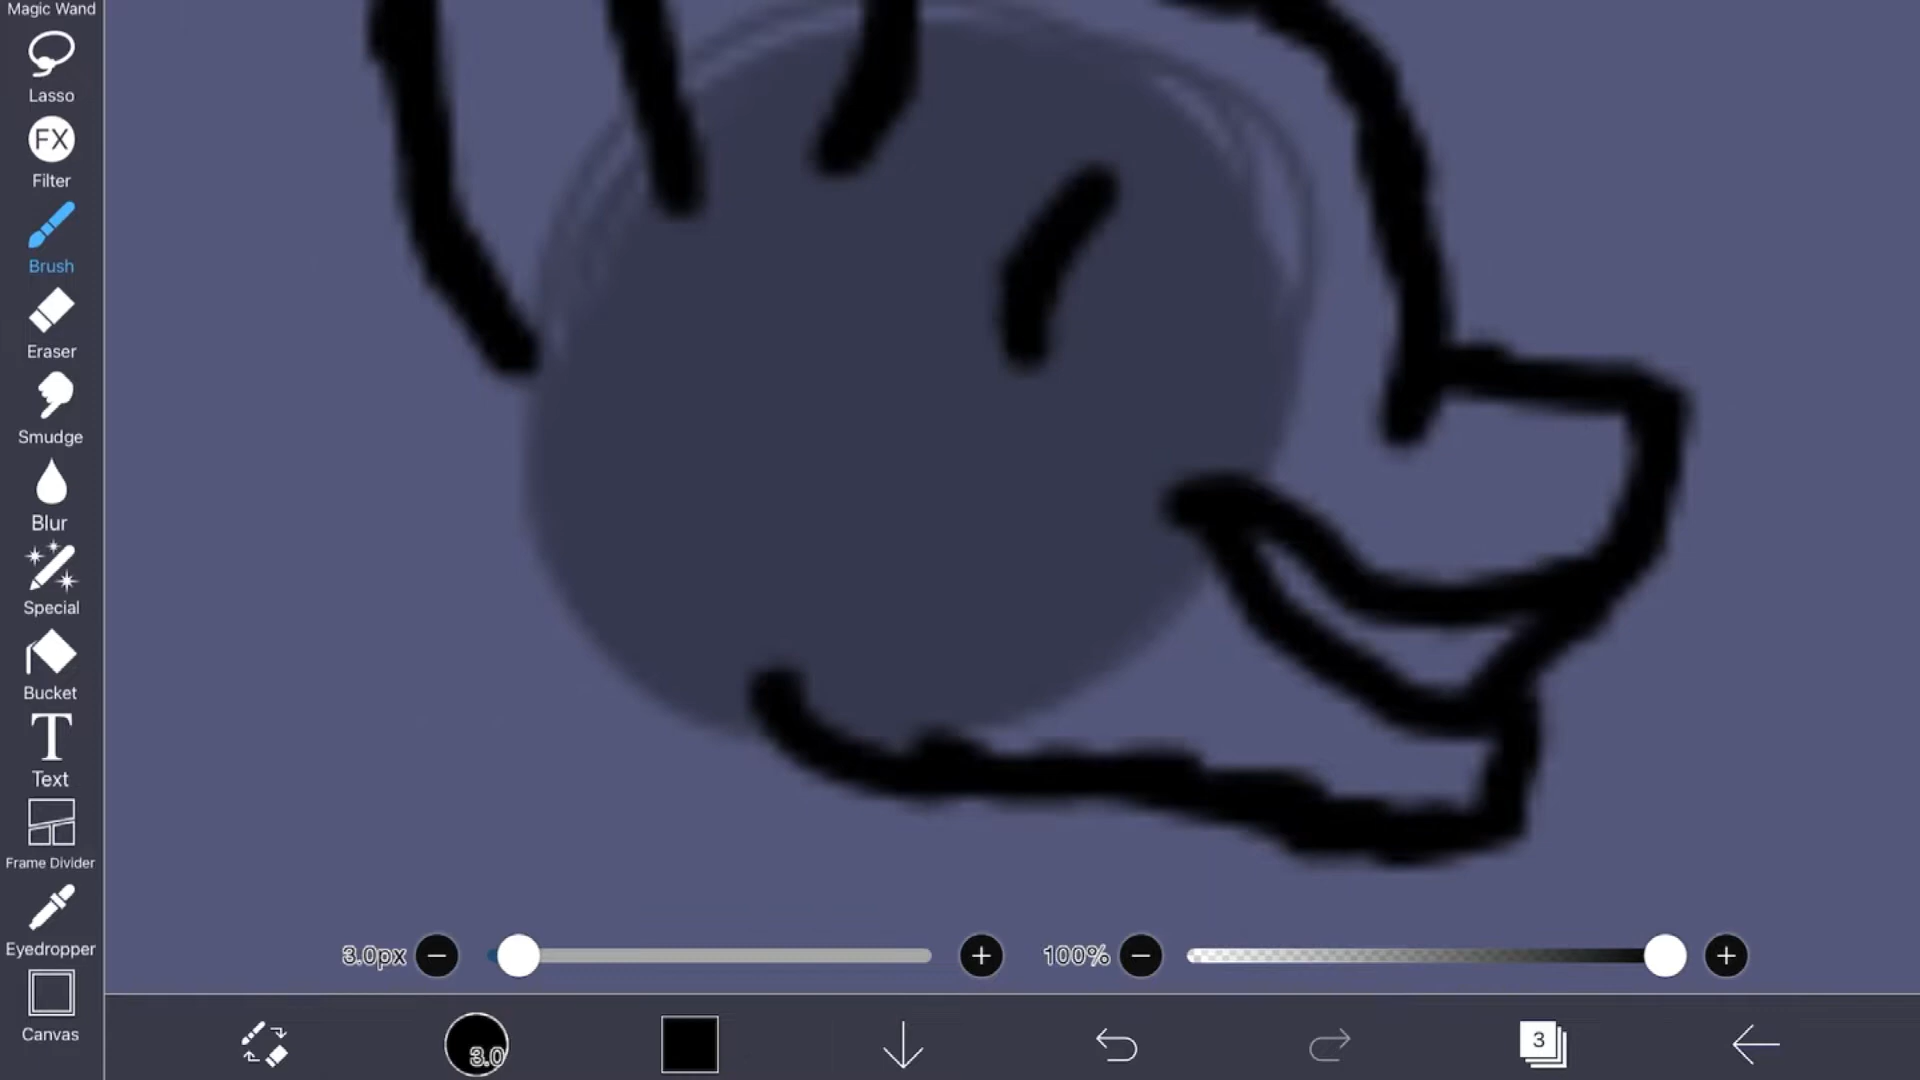 Magic Wand
Lasso
FX
Filter
Brush
Eraser
Smudge
Blur
Special
Bucket
T
Text
Frame Divider
Eyedropper
Canvas
3.0px
100%
3.0
3